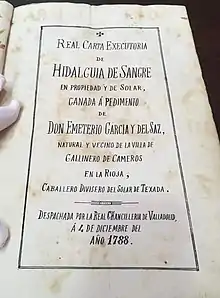 REAL CARTA EXECUTORIA
DE
HIDALGUIA DE SANGRE
EN PROPIEDAD Y DE SOLAR,
GANADA Á PEDIMENTO
DE
DON EMETERIO GARCIA Y DEL SAZ,
NATURAL Y VECINO DE LA VILLA DE
GALLINERO DE CAMEROS
EN LA RIOJA,
CABALLERO DIVISERO DEL SOLAR DE TEXADA.
DESPACHADA POR LA REAL CHANCILLERIA DE VALLADOLID,
Á 4 DE DICIEMBRE DEL
AÑO 1788.